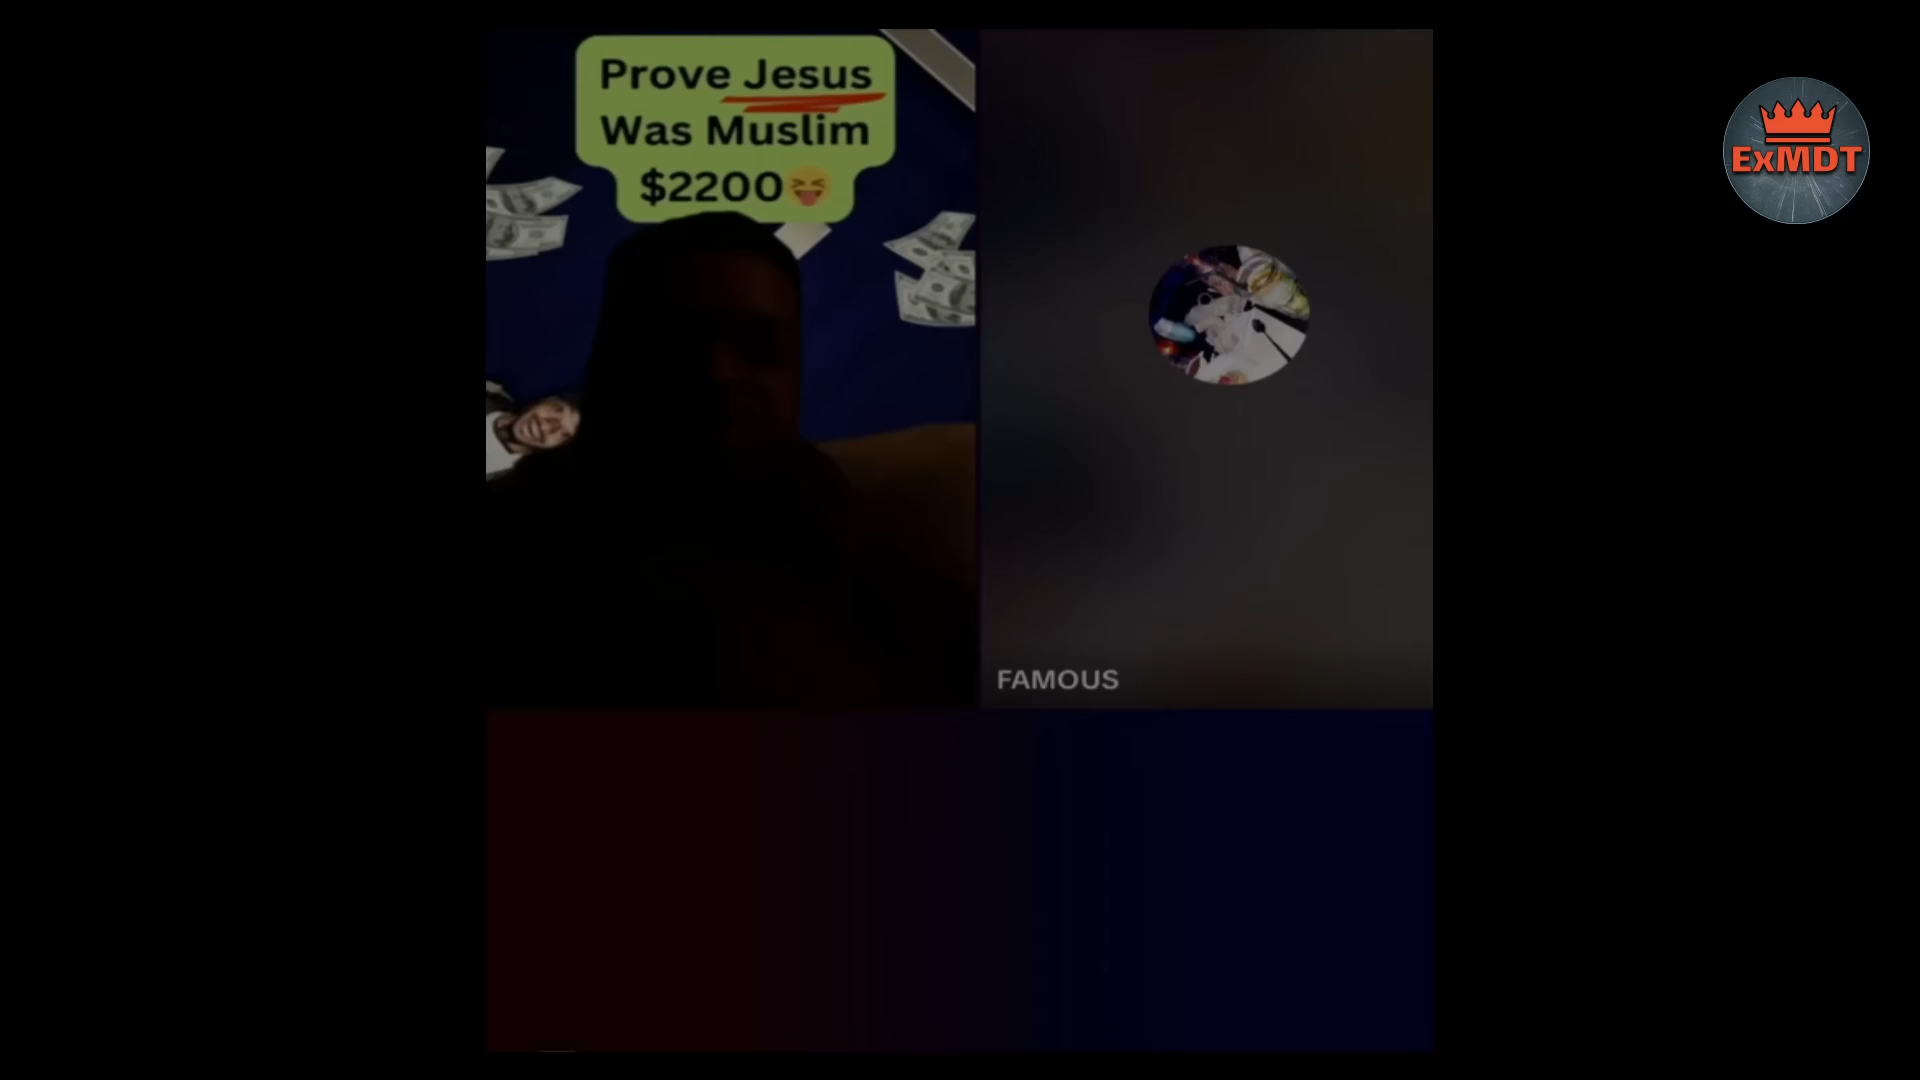 Prove Jesus
Was Muslim
$2200😝
ExMDT
FAMOUS